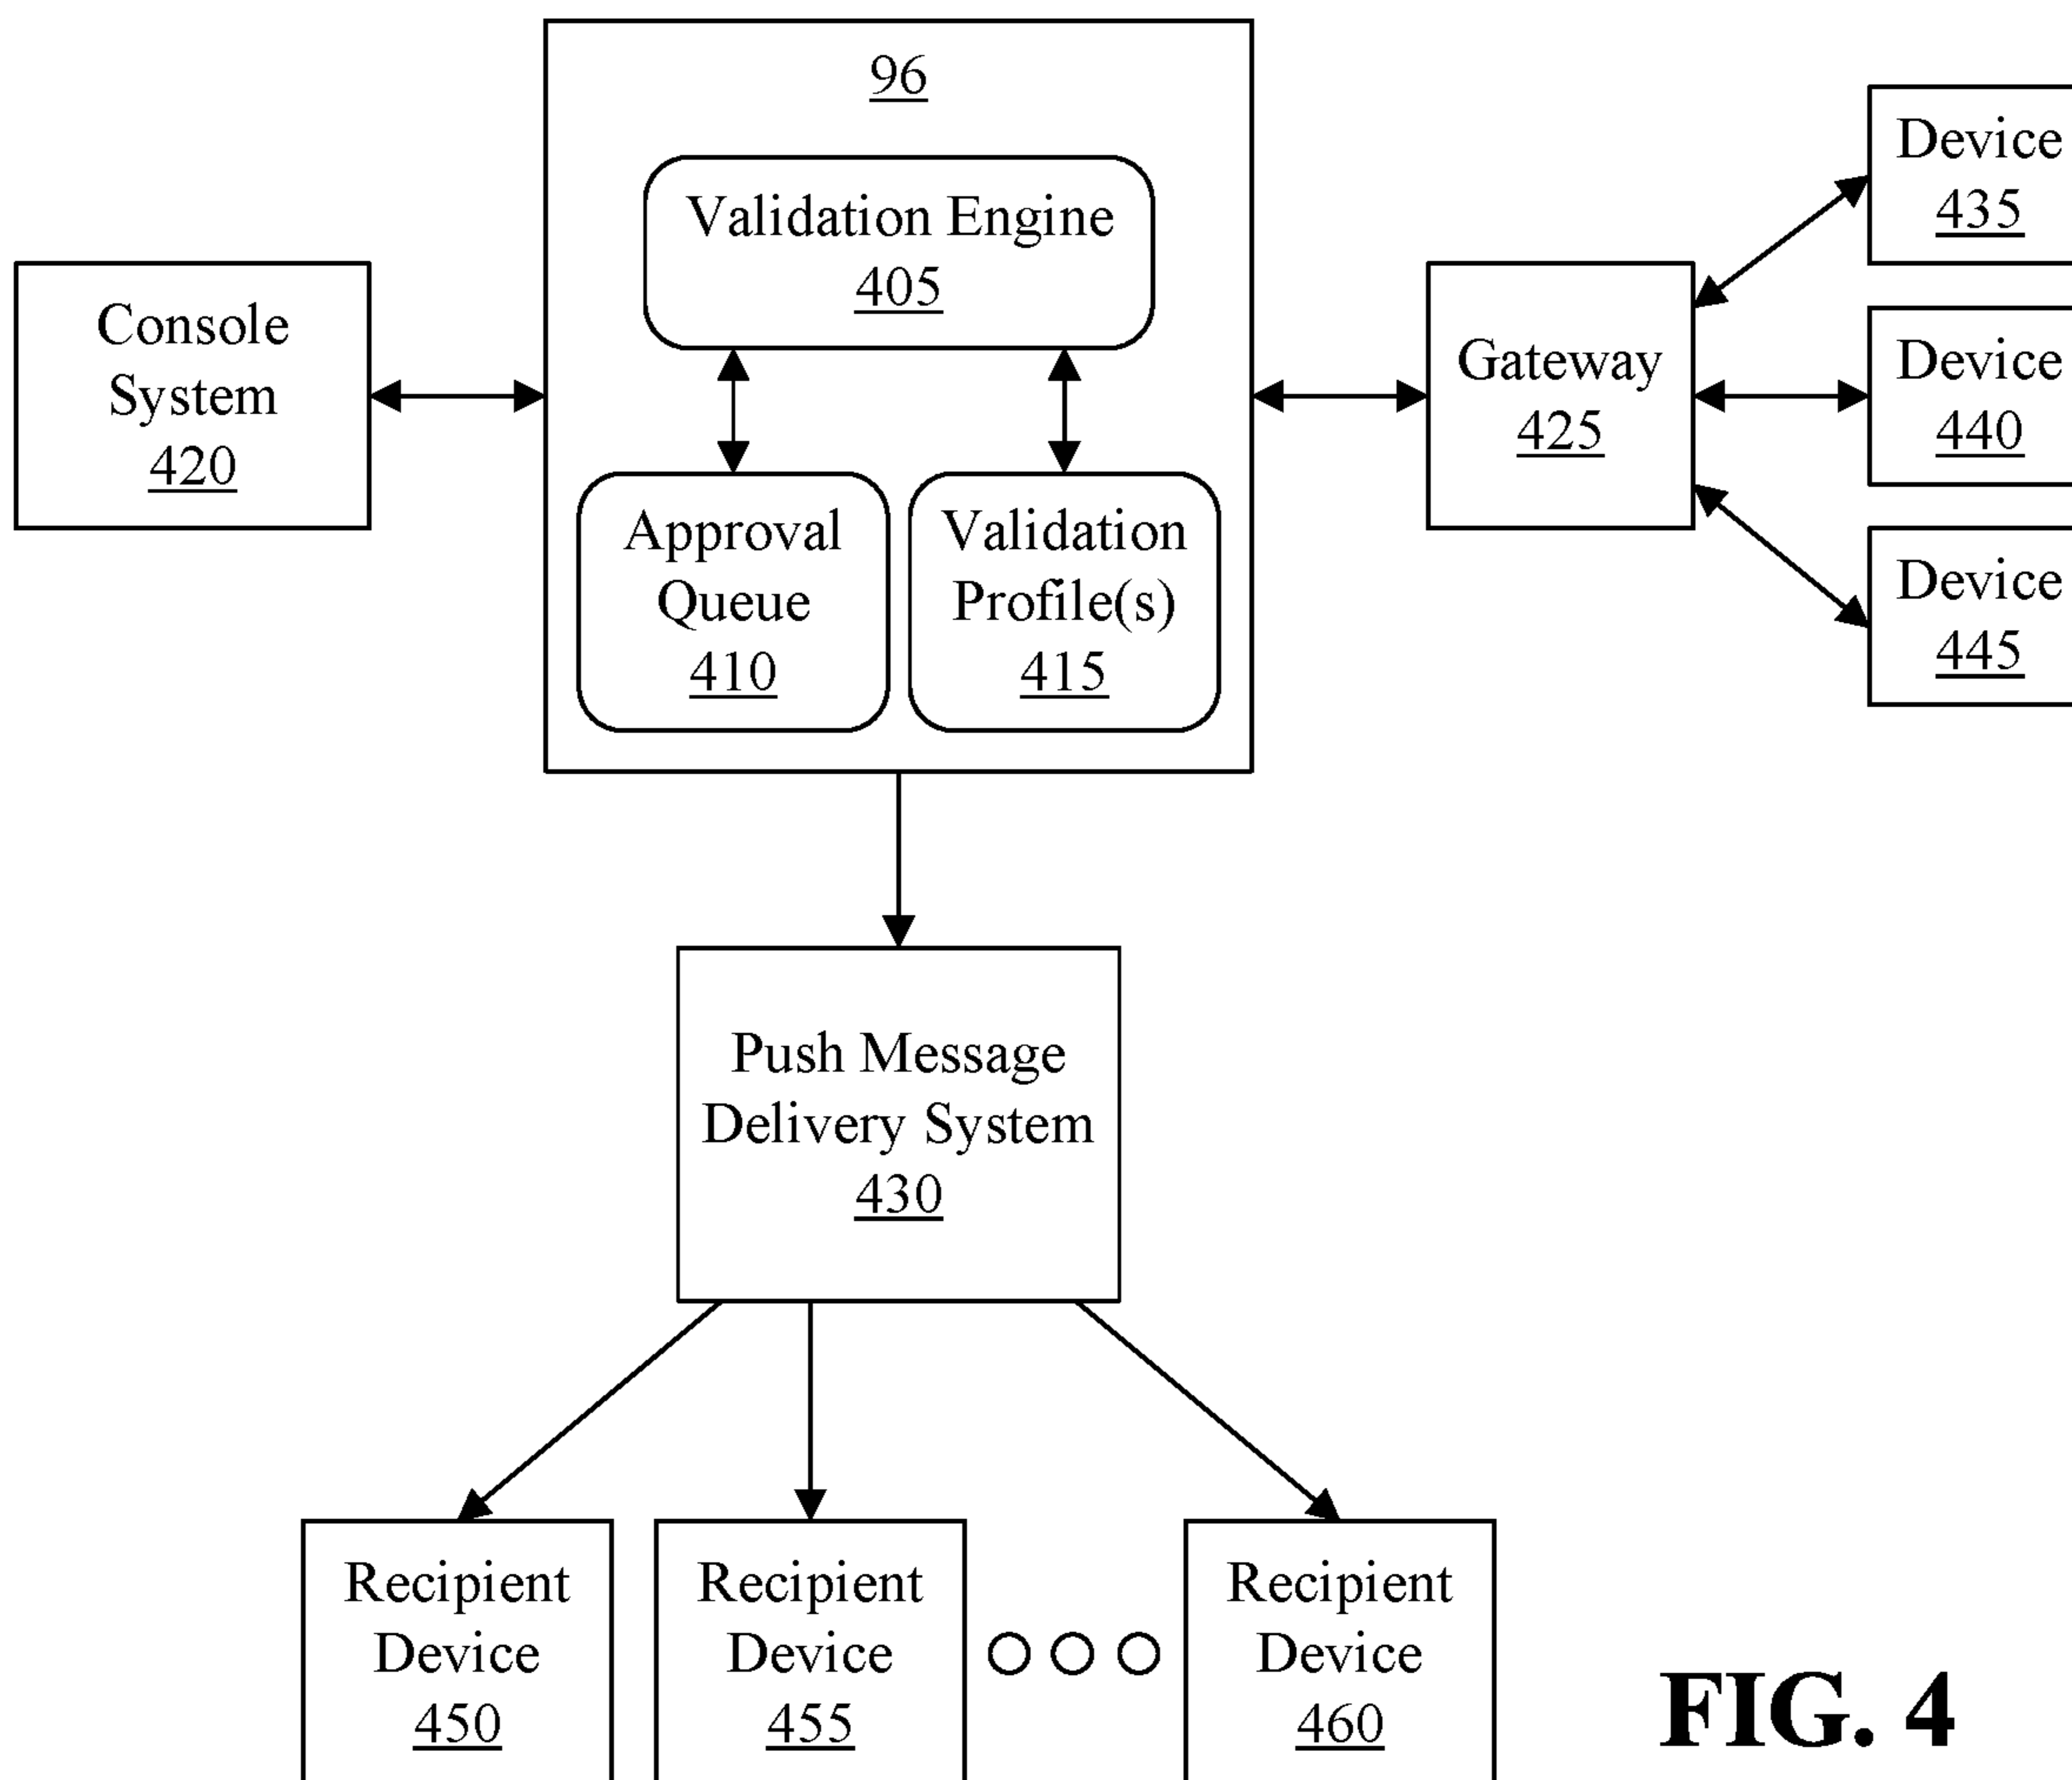 96
Validation Engine
405
Console
System
420
Approval
Queue
410
Validation
Profile(s)
415
Gateway
425
Device
435
Device
440
Device
445
Push Message
Delivery System
430
Recipient
Device
450
Recipient
Device
455
Recipient
Device
460
FIG. 4